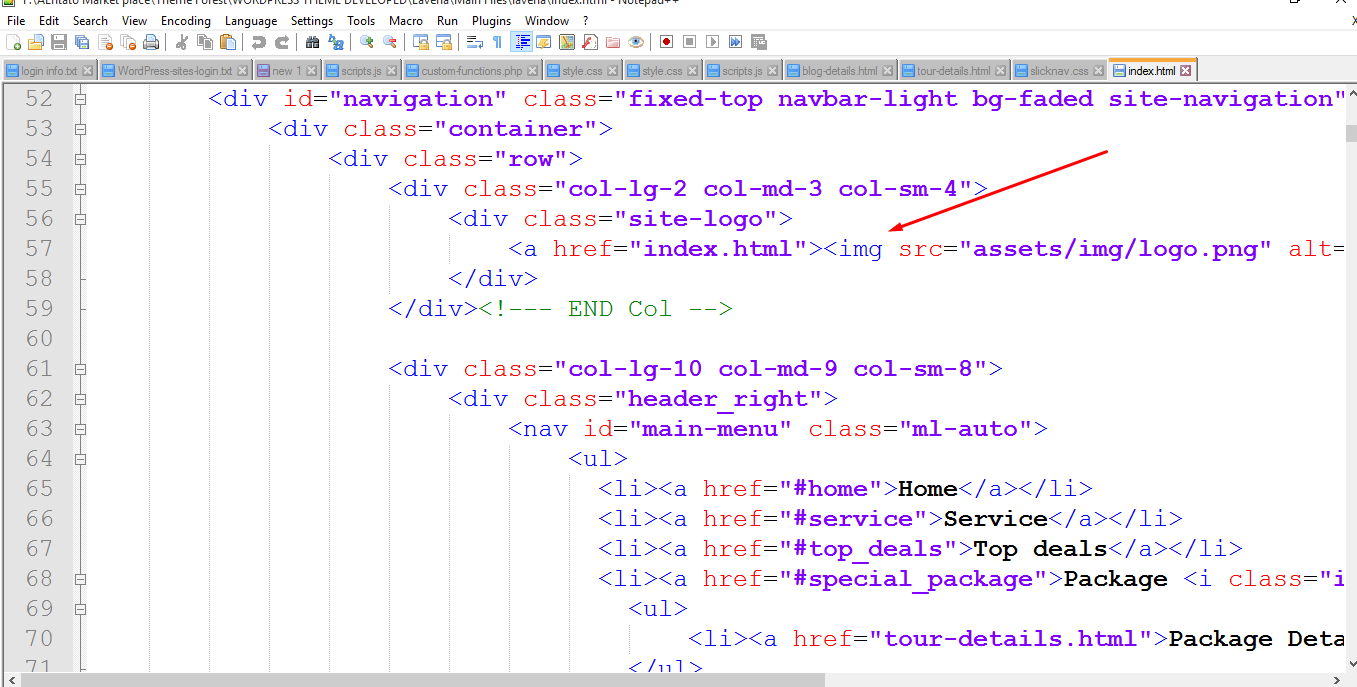 T:\AEntato Market place\Theme Forest\WORDPRESS THEME DEVELOPED\Lavena\Main Files\lavena\index.html - Notepad++
File Edit Search View Encoding Language Settings Tools Macro Run Plugins Window ?
login info.txt WordPress-sites-login.txt new 1 scripts.js custom-functions.php style.css style.css scripts.js blog-details.html tour-details.html slicknav.css index.html
52 <div id="navigation" class="fixed-top navbar-light bg-faded site-navigation"
53 <div class="container">
54 <div class="row">
55 <div class="col-lg-2 col-md-3 col-sm-4">
56 <div class="site-logo">
57 <a href="index.html"><img src="assets/img/logo.png" alt=
58 </div>
59 </div><!--- END Col -->
60
61 <div class="col-lg-10 col-md-9 col-sm-8">
62 <div class="header_right">
63 <nav id="main-menu" class="ml-auto">
64 <ul>
65 <li><a href="#home">Home</a></li>
66 <li><a href="#service">Service</a></li>
67 <li><a href="#top_deals">Top deals</a></li>
68 <li><a href="#special_package">Package <i class="i
69 <ul>
70 <li><a href="tour-details.html">Package Deta
71 </ul>